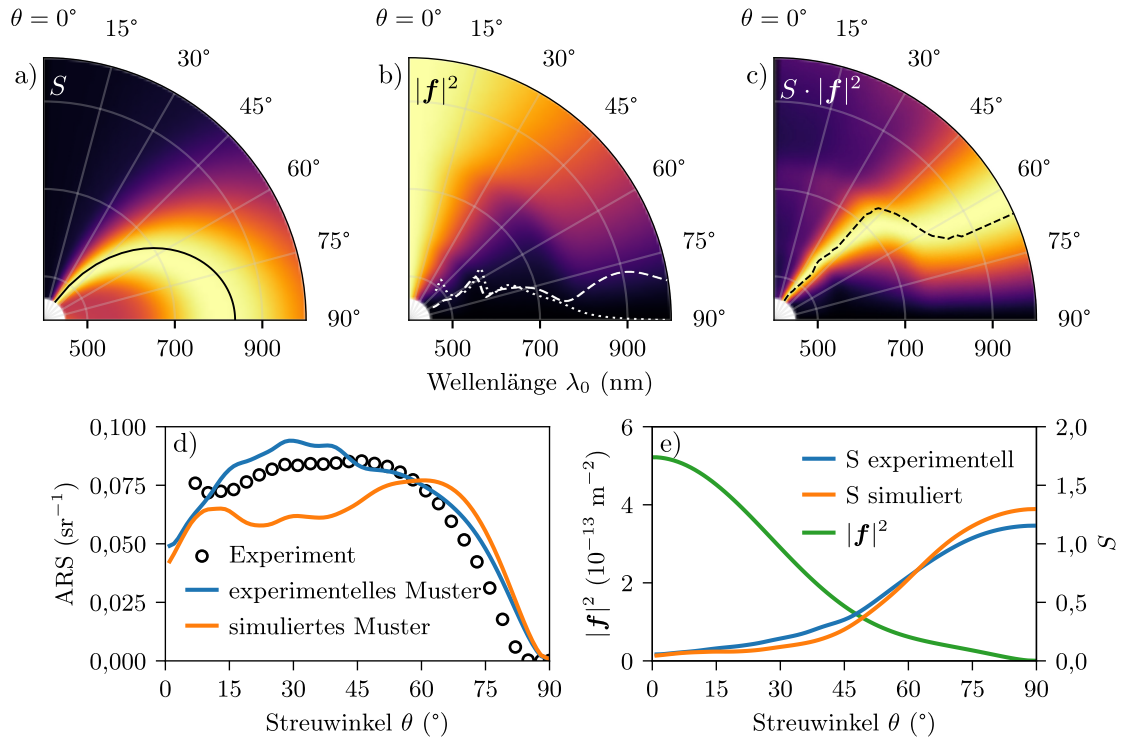 θ = 0° 15° 30° 45° 60° 75° 90°
a) S
500 700 900
θ = 0° 15° 30° 45° 60° 75° 90°
b) |f|²
500 700 900
θ = 0° 15° 30° 45° 60° 75° 90°
c) S · |f|²
500 700 900
Wellenlänge λ₀ (nm)
d)
0,100
0,075
0,050
0,025
0,000
ARS (sr⁻¹)
Experiment
experimentelles Muster
simuliertes Muster
0 15 30 45 60 75 90
Streuwinkel θ (°)
e)
6
4
2
0
|f|² (10⁻¹³ m⁻²)
S experimentell
S simuliert
|f|²
2,0
1,5
1,0
0,5
0,0
S
0 15 30 45 60 75 90
Streuwinkel θ (°)